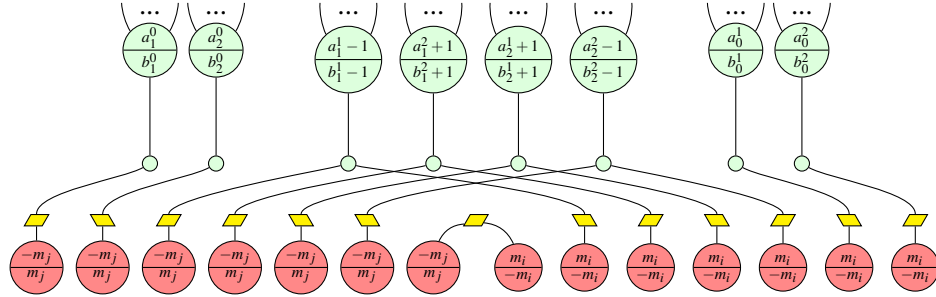 ... ... ... ... ... ... ... ...
a_1^0 a_2^0 a_1^1 − 1 a_1^2 + 1 a_2^1 + 1 a_2^2 − 1 a_0^1 a_0^2
b_1^0 b_2^0 b_1^1 − 1 b_1^2 + 1 b_2^1 + 1 b_2^2 − 1 b_0^1 b_0^2
−m_j −m_j −m_j −m_j −m_j −m_j −m_j m_i m_i m_i m_i m_i m_i m_i
m_j m_j m_j m_j m_j m_j m_j −m_i −m_i −m_i −m_i −m_i −m_i −m_i